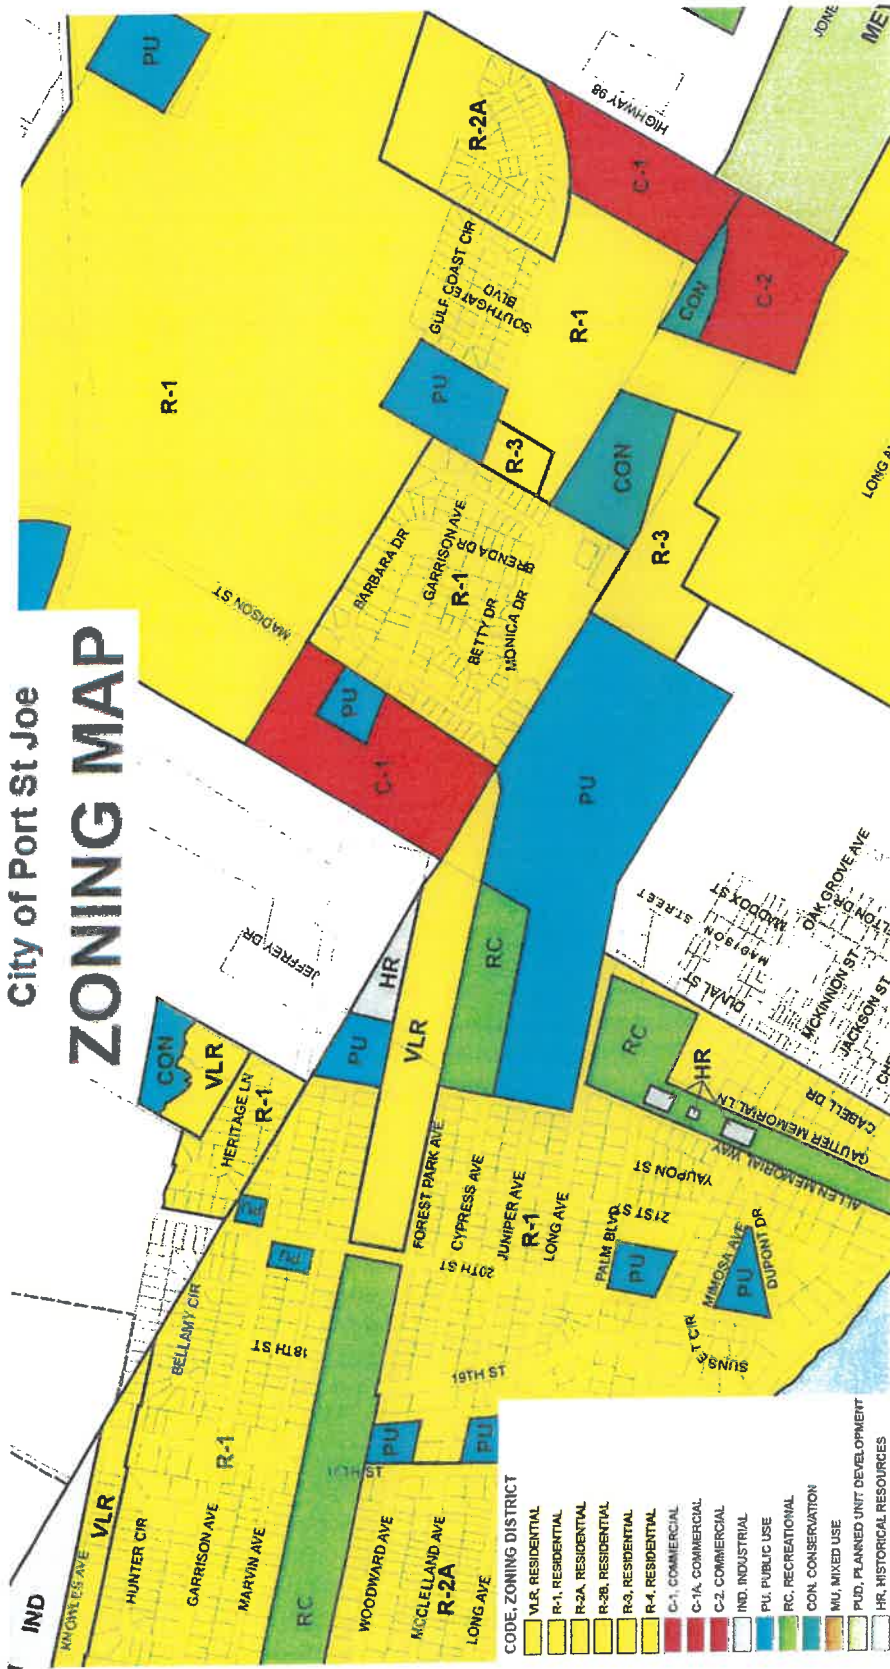 City of Port St Joe
ZONING MAP
IND
KNOWLES AVE
VLR
HUNTER CIR
GARRISON AVE
R-1
MARVIN AVE
RC
WOODWARD AVE
MCCLELLAND AVE
R-2A
LONG AVE
BELLAMY CIR
18TH ST
19TH ST
PU
PU
PU
PU
CON
VLR
HERITAGE LN
R-1
PU
HR
VLR
JEFFREY DR
FOREST PARK AVE
CYPRESS AVE
20TH ST
JUNIPER AVE
R-1
LONG AVE
PALM BLVD
21ST ST
YAUPON ST
PU
MIMOSA AVE
PU
DUPONT DR
SUNSET CIR
RC
RC
HR
ALLEN MEMORIAL WAY
GAUTIER MEMORIAL LN
CABELL DR
DUVAL ST
MADISON
STREET
MADDOX ST
MCKINNON ST
JACKSON ST
OAK GROVE AVE
PU
C-1
PU
MADISON ST
BARBARA DR
GARRISON AVE
R-1
BRENDA DR
BETTY DR
MONICA DR
R-1
PU
R-3
CON
R-3
GULF COAST CIR
SOUTHGATE
BLVD
R-1
R-2A
PU
HIGHWAY 98
C-1
CON
C-2
CODE, ZONING DISTRICT
VLR, RESIDENTIAL
R-1, RESIDENTIAL
R-2A, RESIDENTIAL
R-2B, RESIDENTIAL
R-3, RESIDENTIAL
R-4, RESIDENTIAL
C-1, COMMERCIAL
C-1A, COMMERCIAL
C-2, COMMERCIAL
IND, INDUSTRIAL
PU, PUBLIC USE
RC, RECREATIONAL
CON, CONSERVATION
MU, MIXED USE
PUD, PLANNED UNIT DEVELOPMENT
HR, HISTORICAL RESOURCES